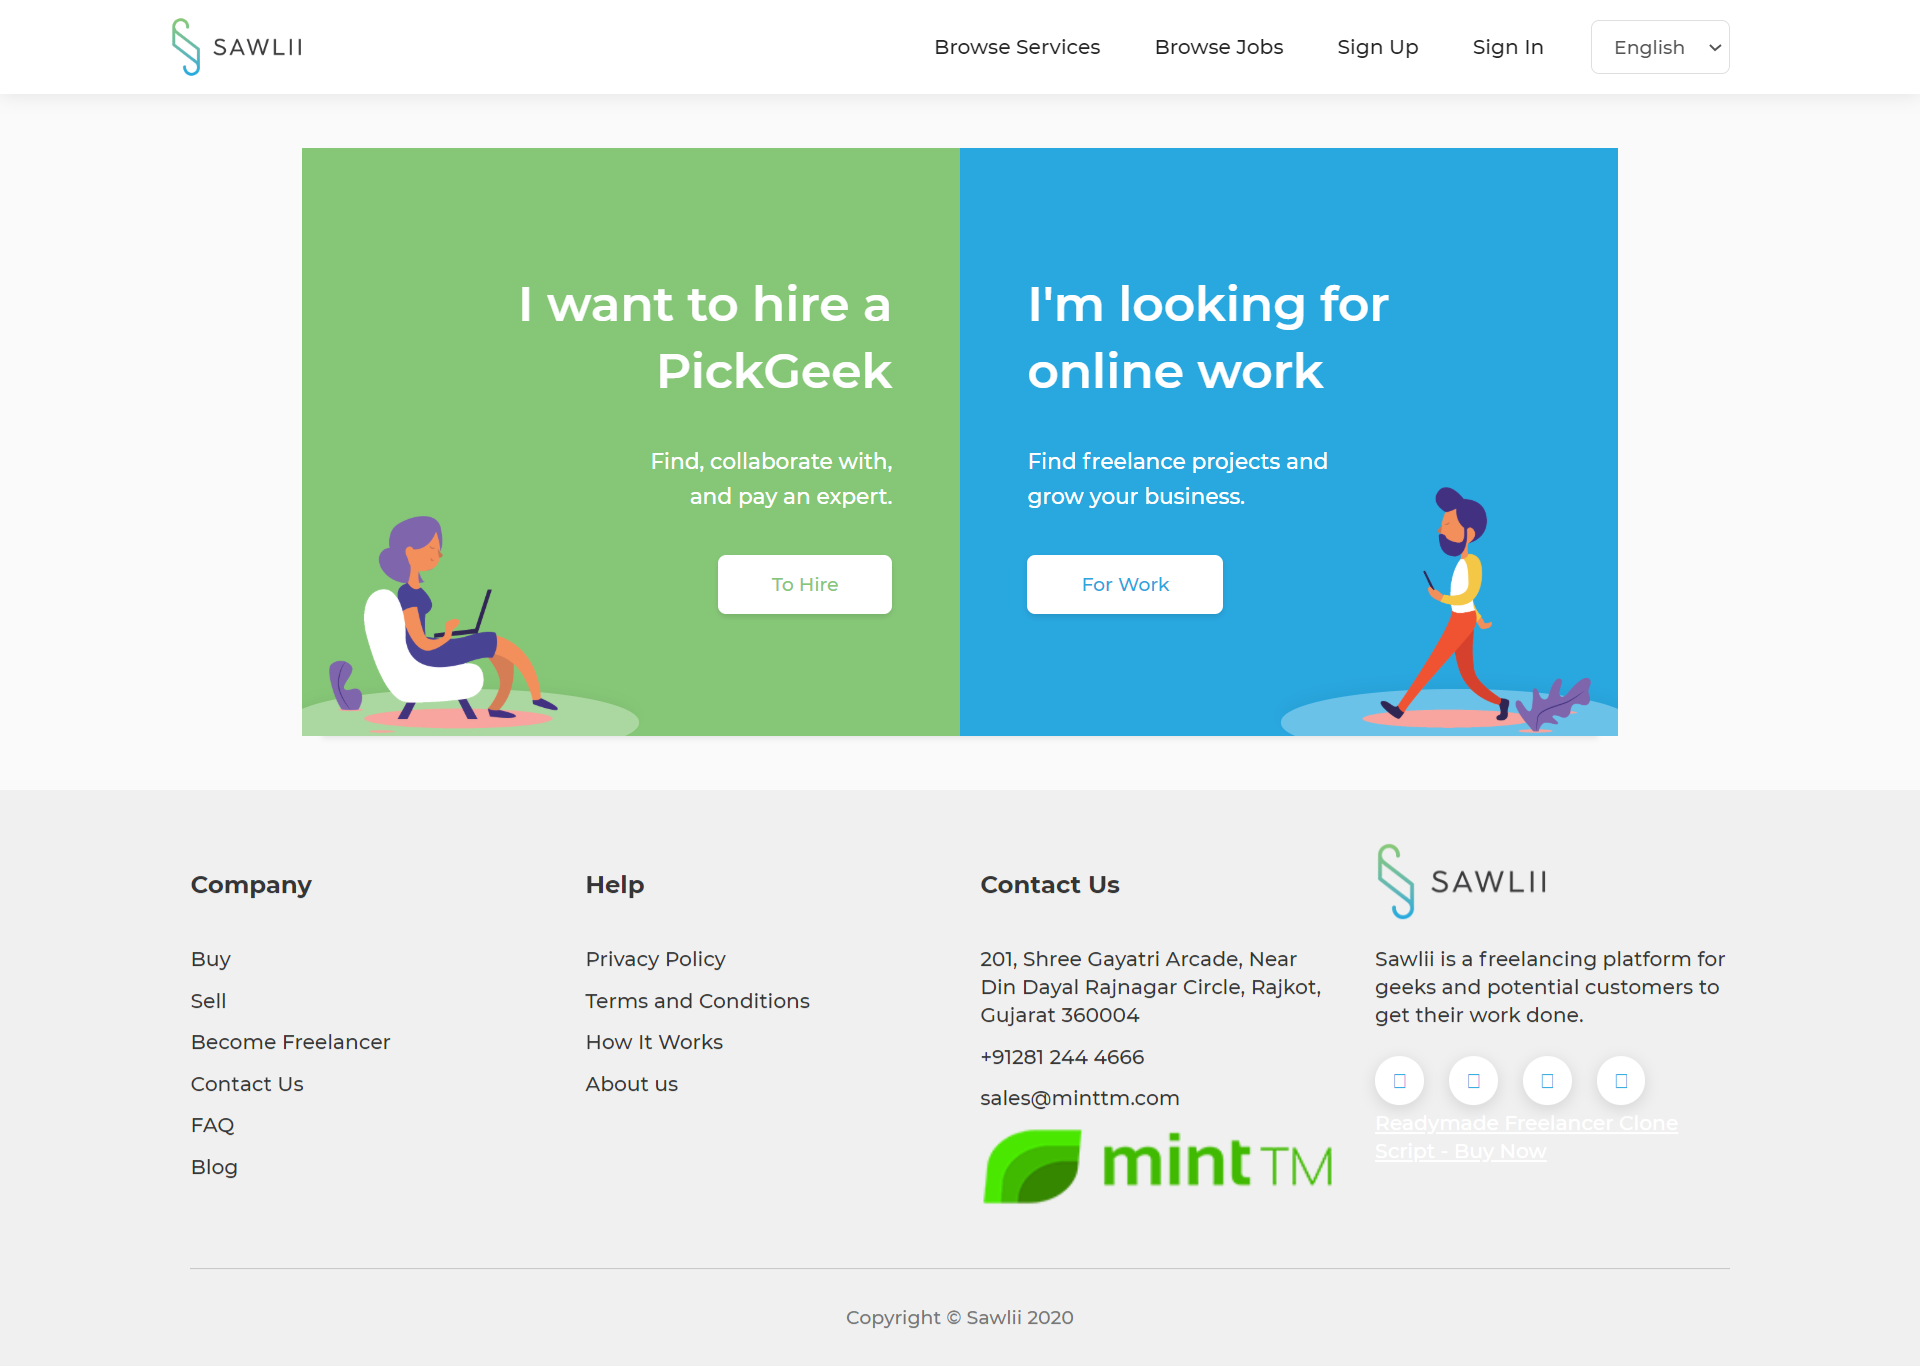 SAWLII
Browse Services
Browse Jobs
Sign Up
Sign In
English
I want to hire a
PickGeek
Find, collaborate with,
and pay an expert.
To Hire
I'm looking for
online work
Find freelance projects and
grow your business.
For Work
Company
Buy
Sell
Become Freelancer
Contact Us
FAQ
Blog
Help
Privacy Policy
Terms and Conditions
How It Works
About us
Contact Us
201, Shree Gayatri Arcade, Near
Din Dayal Rajnagar Circle, Rajkot,
Gujarat 360004
+91281 244 4666
sales@minttm.com
mint TM
SAWLII
Sawlii is a freelancing platform for
geeks and potential customers to
get their work done.
Readymade Freelancer Clone
Script - Buy Now
Copyright © Sawlii 2020